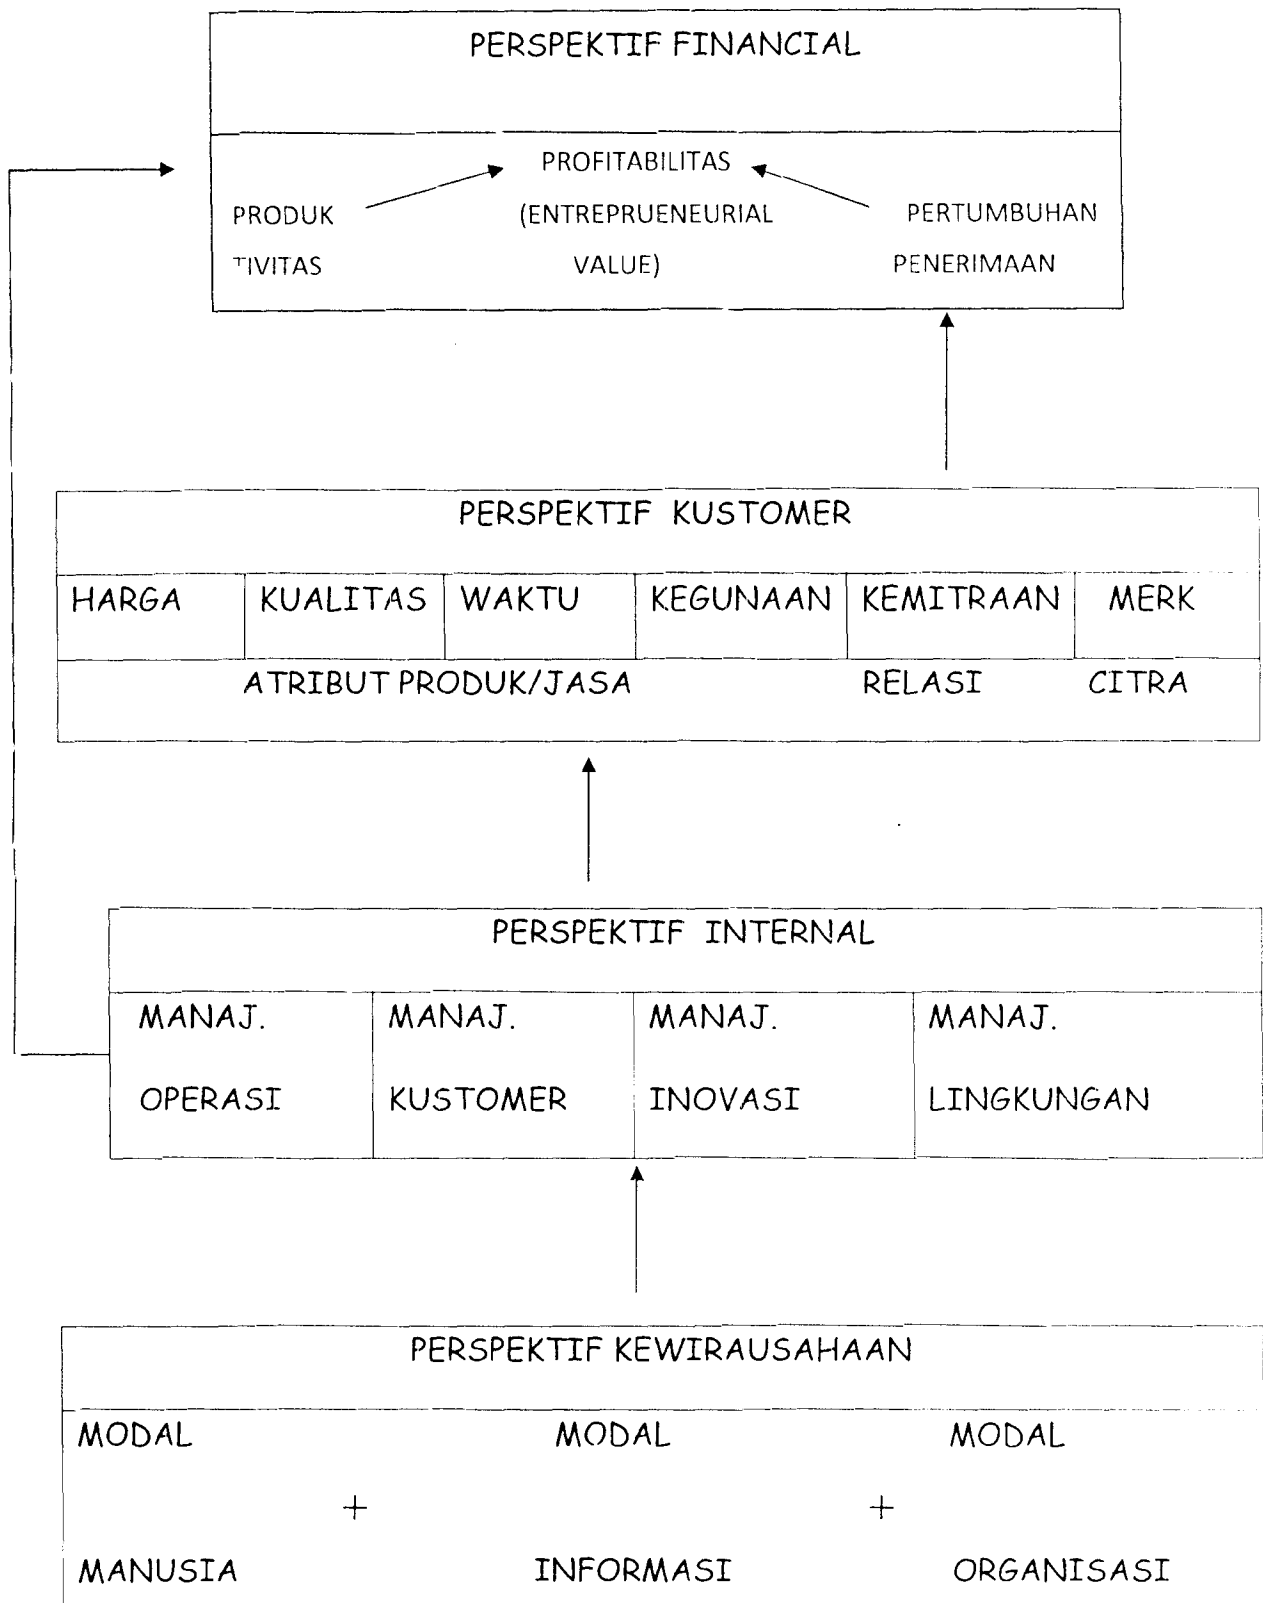 PERSPEKTIF FINANCIAL
PROFITABILITAS
PRODUK (ENTREPRUENEURIAL PERTUMBUHAN
TIVITAS VALUE) PENERIMAAN
PERSPEKTIF KUSTOMER
HARGA KUALITAS WAKTU KEGUNAAN KEMITRAAN MERK
ATRIBUT PRODUK/JASA RELASI CITRA
PERSPEKTIF INTERNAL
MANAJ. MANAJ. MANAJ. MANAJ.
OPERASI KUSTOMER INOVASI LINGKUNGAN
PERSPEKTIF KEWIRAUSAHAAN
MODAL MODAL MODAL
+ +
MANUSIA INFORMASI ORGANISASI